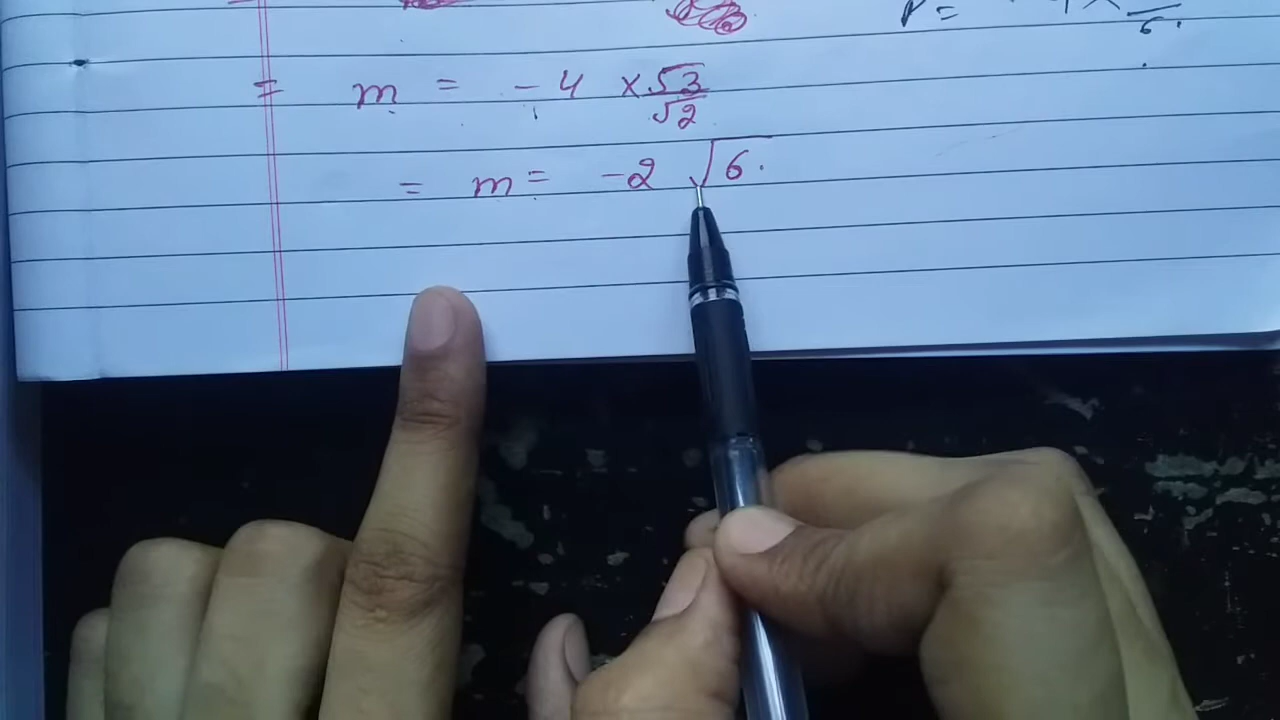 r =
= m = - 4 × √3/√2
= m = -2 √6.